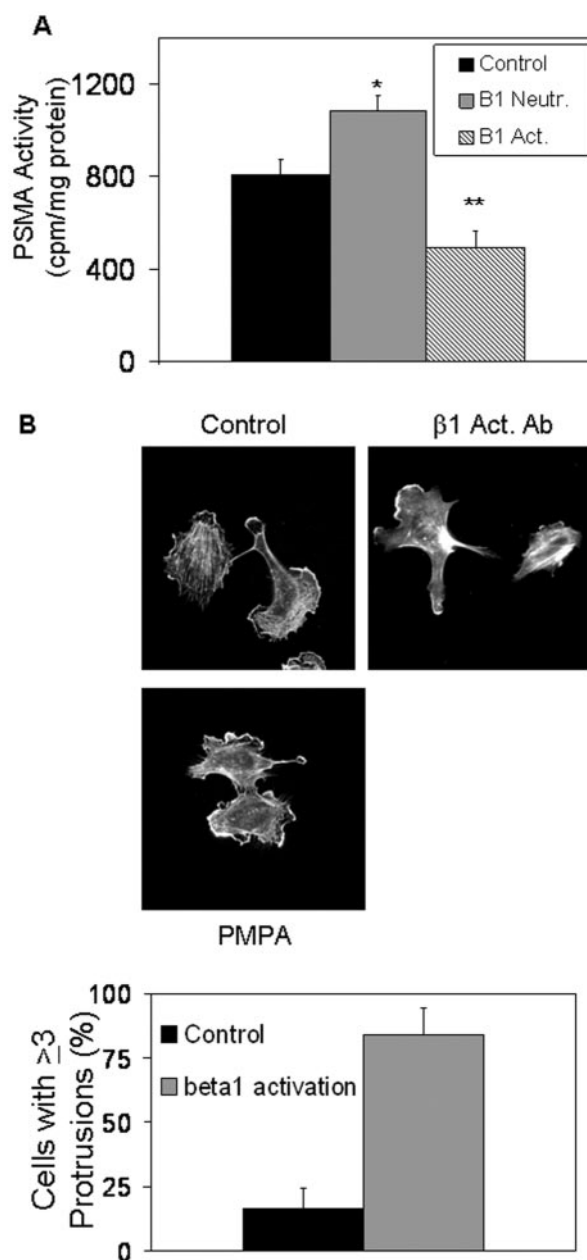 A
PSMA Activity
(cpm/mg protein)
1200
800
400
0
Control
B1 Neutr.
B1 Act.
*
**
B
Control
β1 Act. Ab
PMPA
Cells with ≥3
Protrusions (%)
100
75
50
25
0
Control
beta1 activation